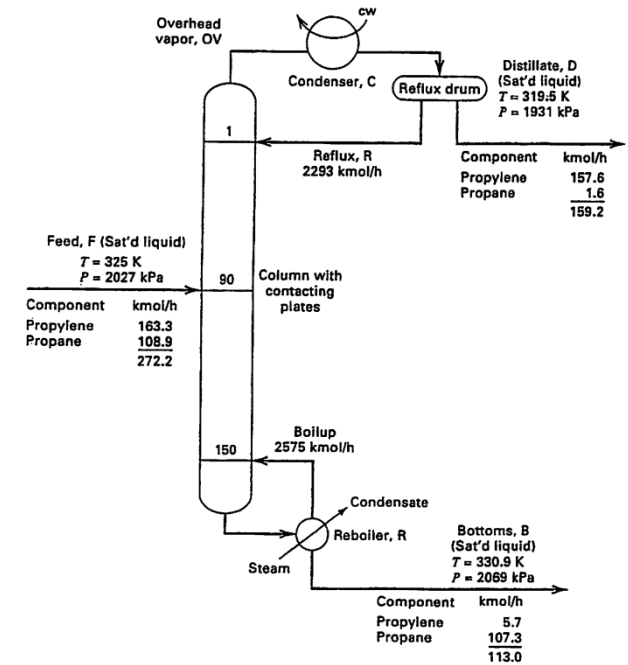 cw
Overhead
vapor, OV
Condenser, C
Reflux drum
Distillate, D
(Sat'd liquid)
T = 319.5 K
P = 1931 kPa
1
Reflux, R
2293 kmol/h
Component kmol/h
Propylene 157.6
Propane 1.6
159.2
Feed, F (Sat'd liquid)
T = 325 K
P = 2027 kPa
90
Column with
contacting
plates
Component kmol/h
Propylene 163.3
Propane 108.9
272.2
Boilup
2575 kmol/h
150
Condensate
Reboiler, R
Steam
Bottoms, B
(Sat'd liquid)
T = 330.9 K
P = 2069 kPa
Component kmol/h
Propylene 5.7
Propane 107.3
113.0